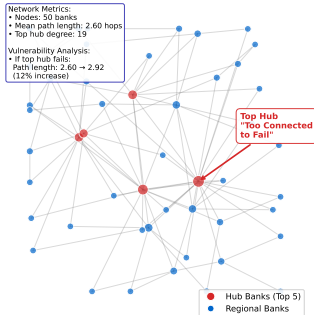 Network Metrics:
• Nodes: 50 banks
• Mean path length: 2.60 hops
• Top hub degree: 19
Vulnerability Analysis:
• If top hub fails:
Path length: 2.60 → 2.92
(12% increase)
Top Hub
"Too Connected
to Fail"
Hub Banks (Top 5)
Regional Banks